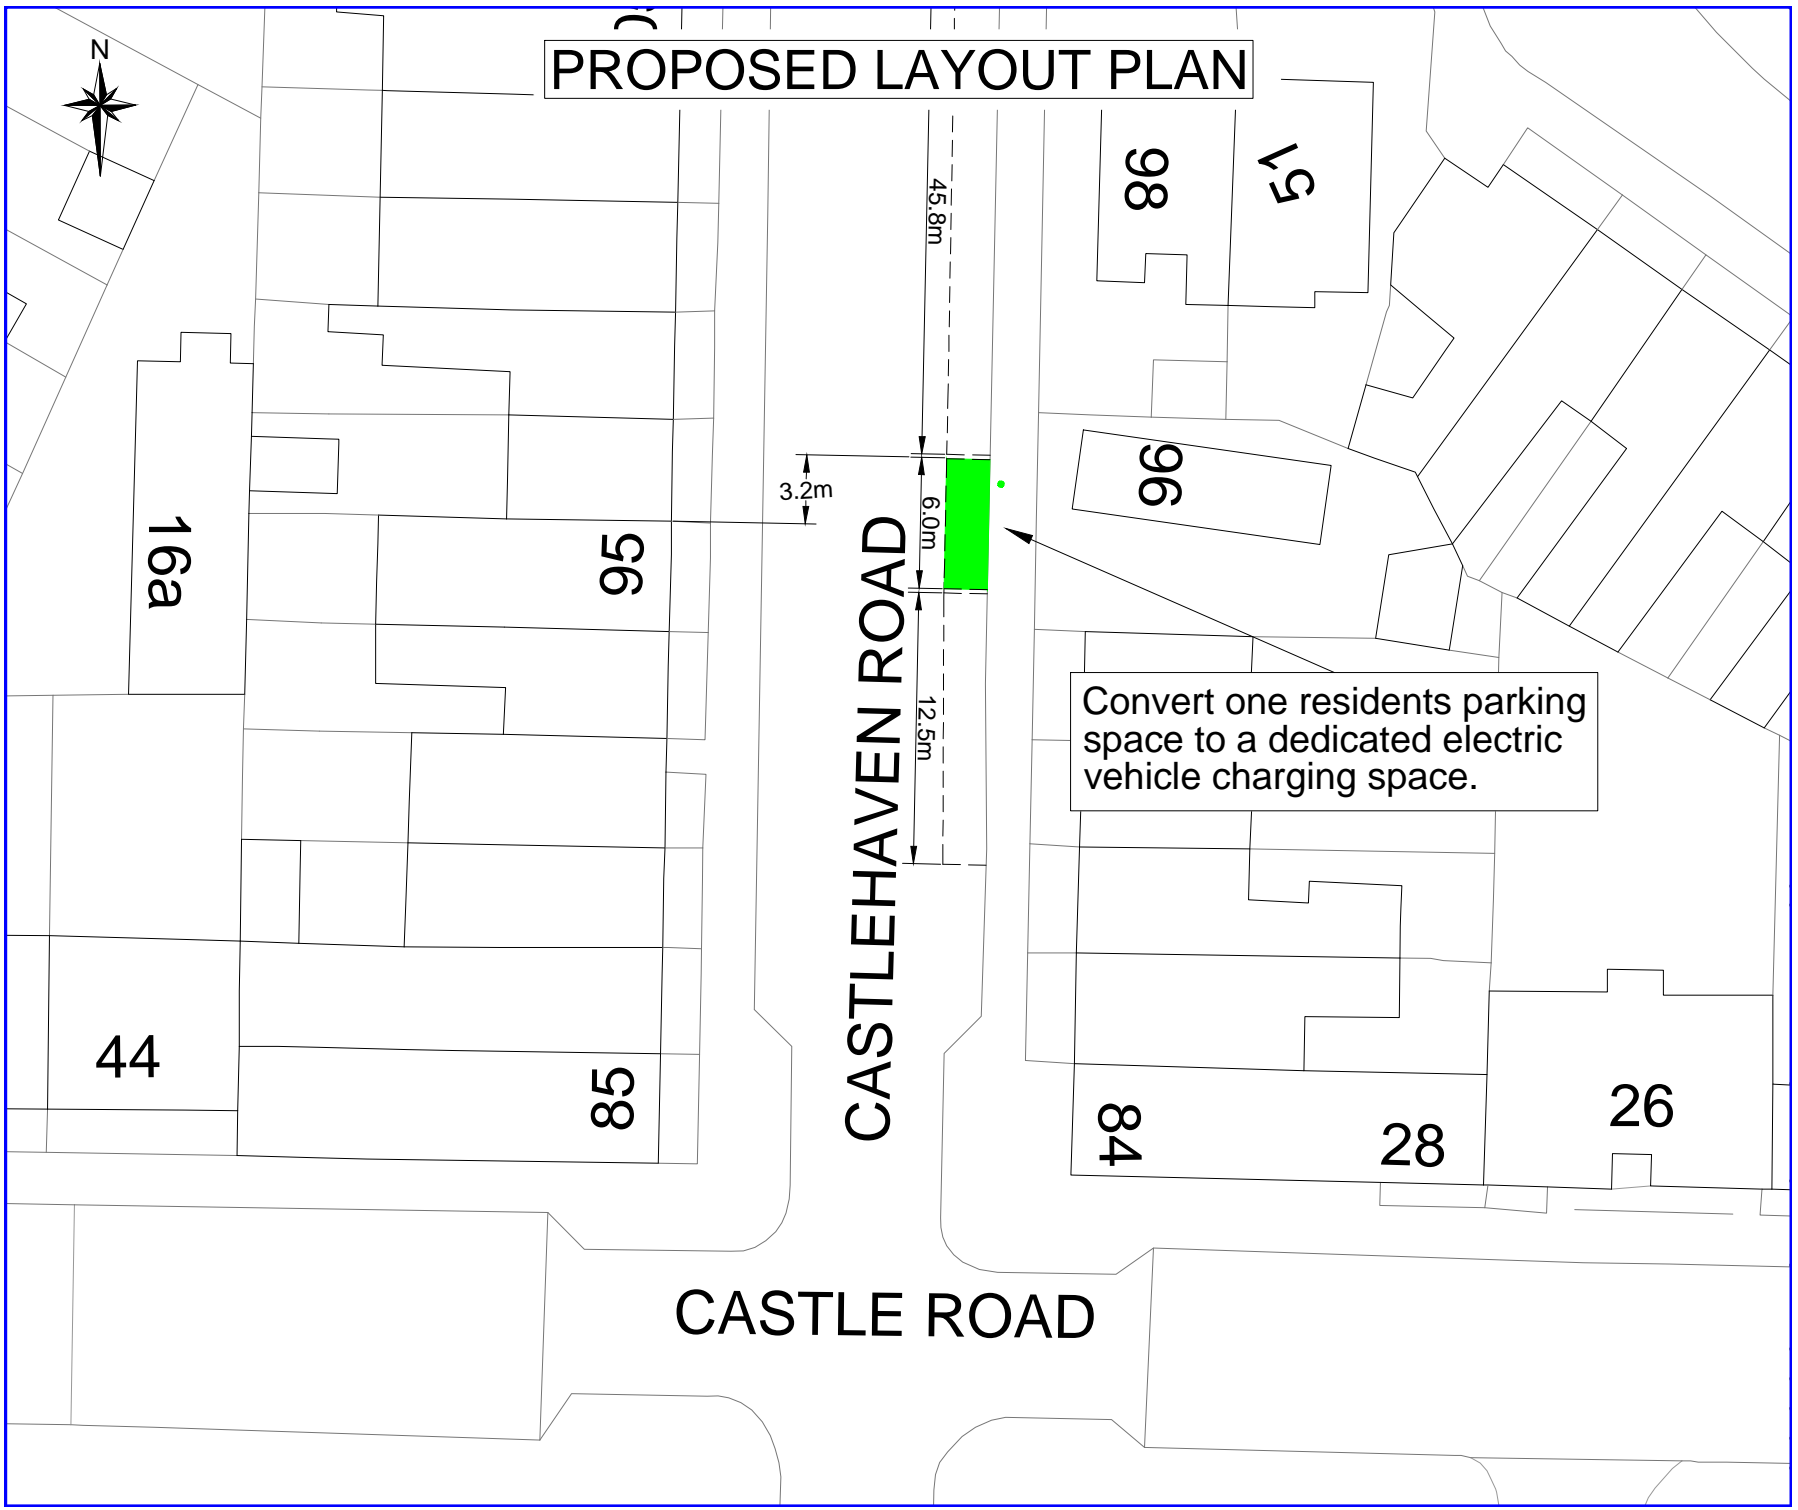 N
PROPOSED LAYOUT PLAN
98
51
45.8m
96
3.2m
6.0m
16a
95
CASTLEHAVEN ROAD
12.5m
Convert one residents parking
space to a dedicated electric
vehicle charging space.
44
85
84
28
26
CASTLE ROAD